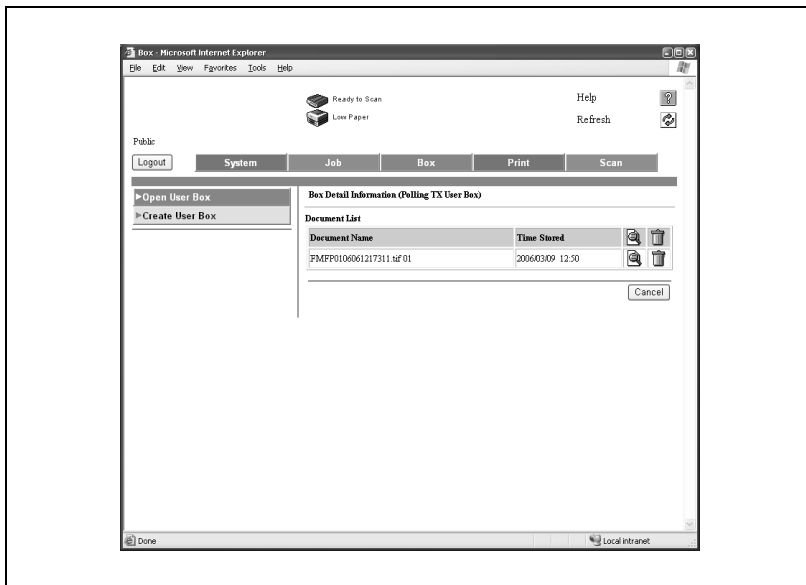 Box - Microsoft Internet Explorer
File Edit View Favorites Tools Help
Ready to Scan
Low Paper
Help
?
Refresh
Public
Logout
System Job Box Print Scan
▶Open User Box
▶Create User Box
Box Detail Information (Polling TX User Box)
Document List
Document Name Time Stored
FMFP0106061217311.tif 01 2006/03/09 12:50
Cancel
Done
Local intranet